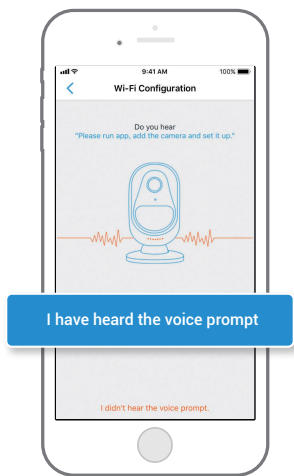 9:41 AM
100%
Wi-Fi Configuration
Do you hear
"Please run app, add the camera and set it up."
I have heard the voice prompt
I didn't hear the voice prompt.